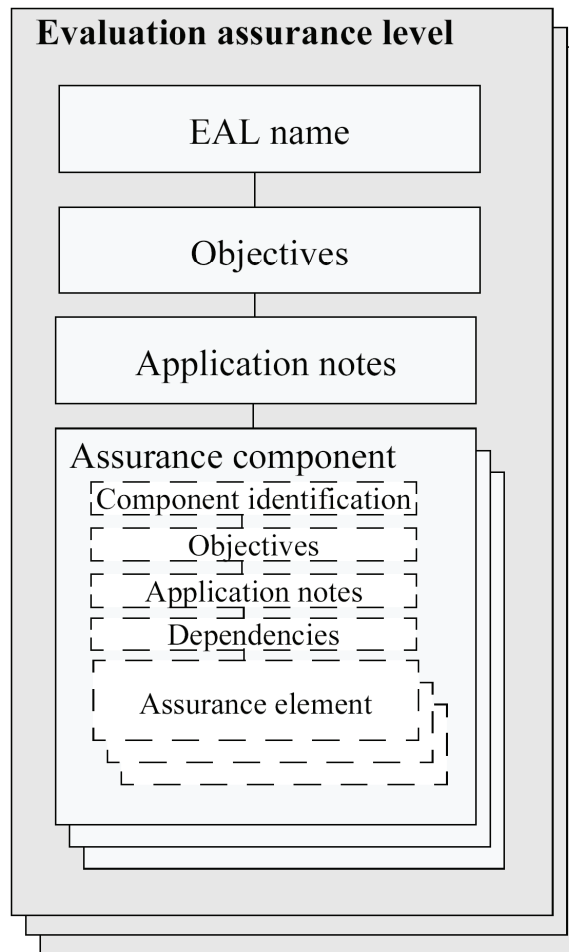 Evaluation assurance level
EAL name
Objectives
Application notes
Assurance component
Component identification
Objectives
Application notes
Dependencies
Assurance element